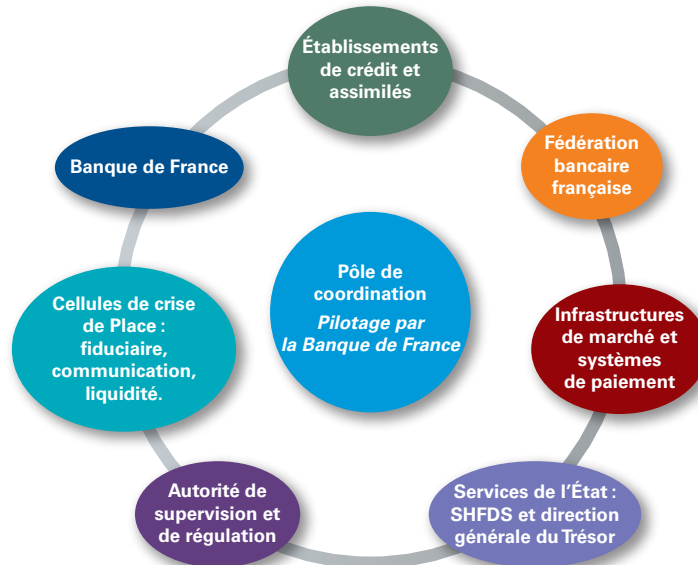 Établissements
de crédit et
assimilés
Fédération
bancaire
française
Banque de France
Pôle de
coordination
Pilotage par
la Banque de France
Infrastructures
de marché et
systèmes
de paiement
Cellules de crise
de Place :
fiduciaire,
communication,
liquidité.
Services de l’État :
SHFDS et direction
générale du Trésor
Autorité de
supervision et
de régulation